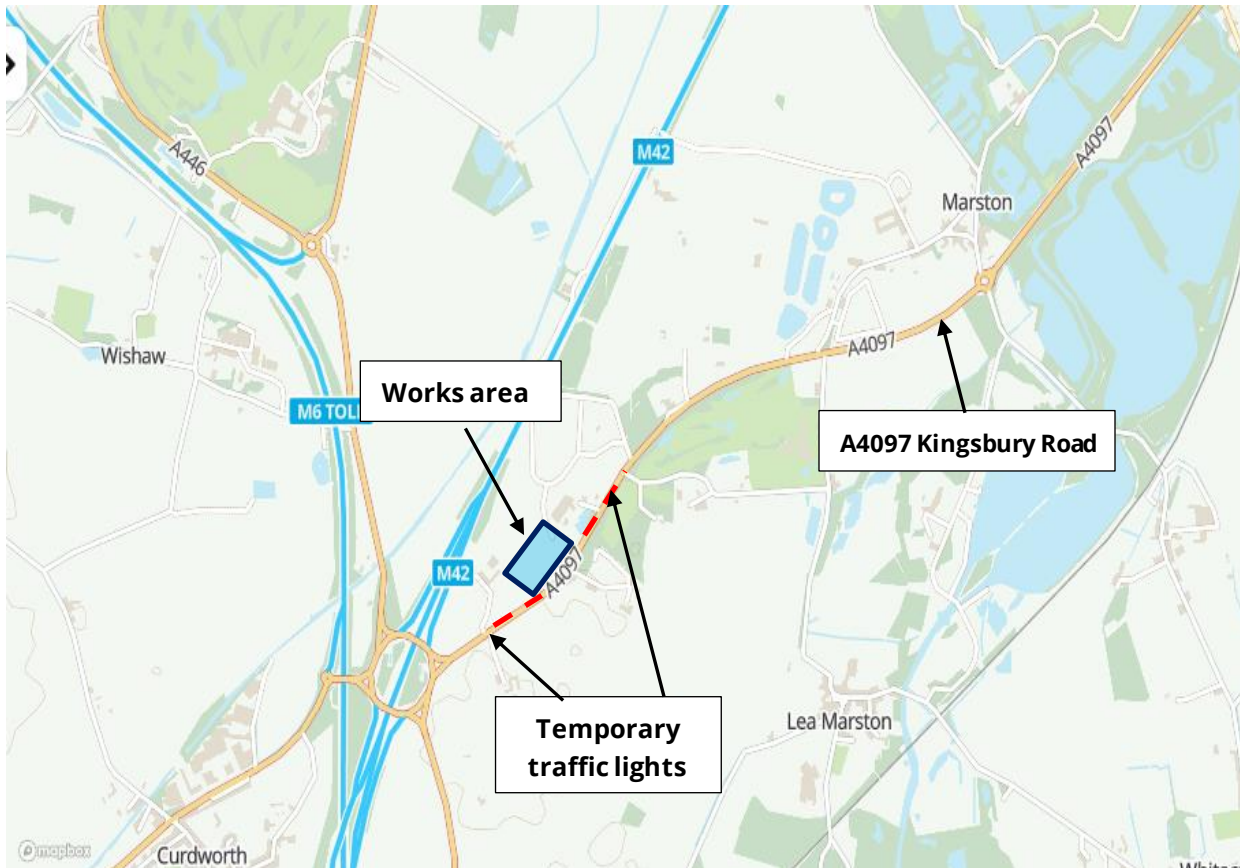 A446
M42
A4097
Marston
Wishaw
Works area
A4097
M6 TOLL
A4097 Kingsbury Road
M42
A4097
Temporary
traffic lights
Lea Marston
mapbox
Curdworth